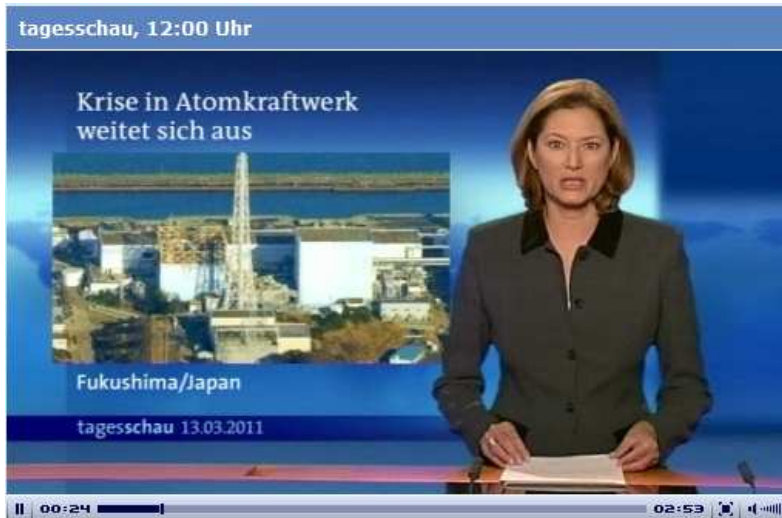 tagesschau, 12:00 Uhr
Krise in Atomkraftwerk
weitet sich aus
Fukushima/Japan
tagesschau 13.03.2011
00:24
02:53